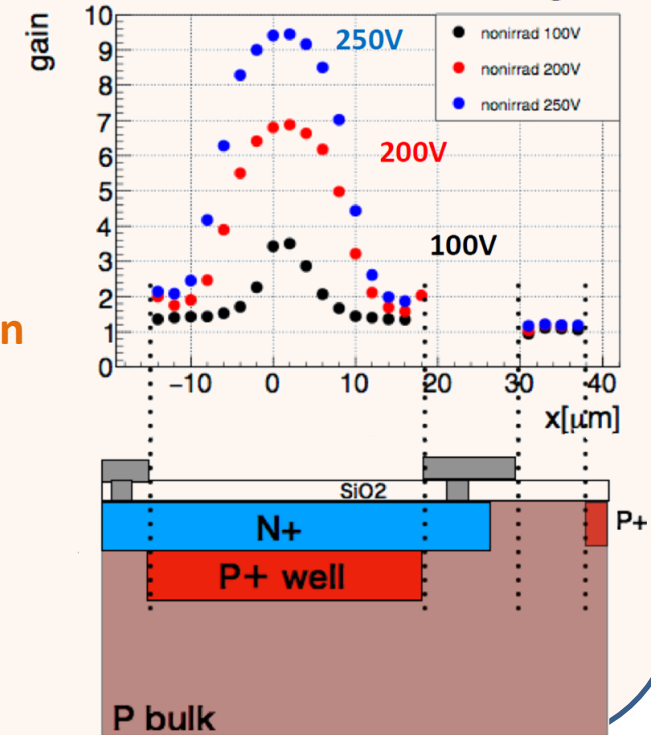 gain
10
9
8
7
6
5
4
3
2
1
0
250V
200V
100V
nonirrad 100V
nonirrad 200V
nonirrad 250V
n
−10 0 10 20 30 40
x[μm]
SiO2
N+
P+
P+ well
P bulk